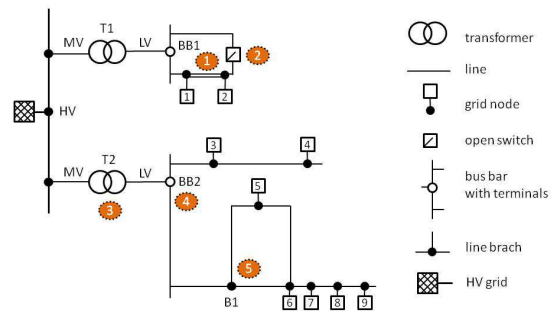 T1
MV
LV
BB1
1
2
1
2
HV
T2
MV
LV
BB2
3
4
3
4
5
5
B1
6
7
8
9
transformer
line
grid node
open switch
bus bar
with terminals
line brach
HV grid